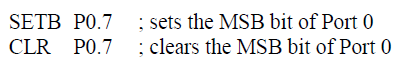 SETB P0.7 ; sets the MSB bit of Port 0
CLR P0.7 ; clears the MSB bit of Port 0